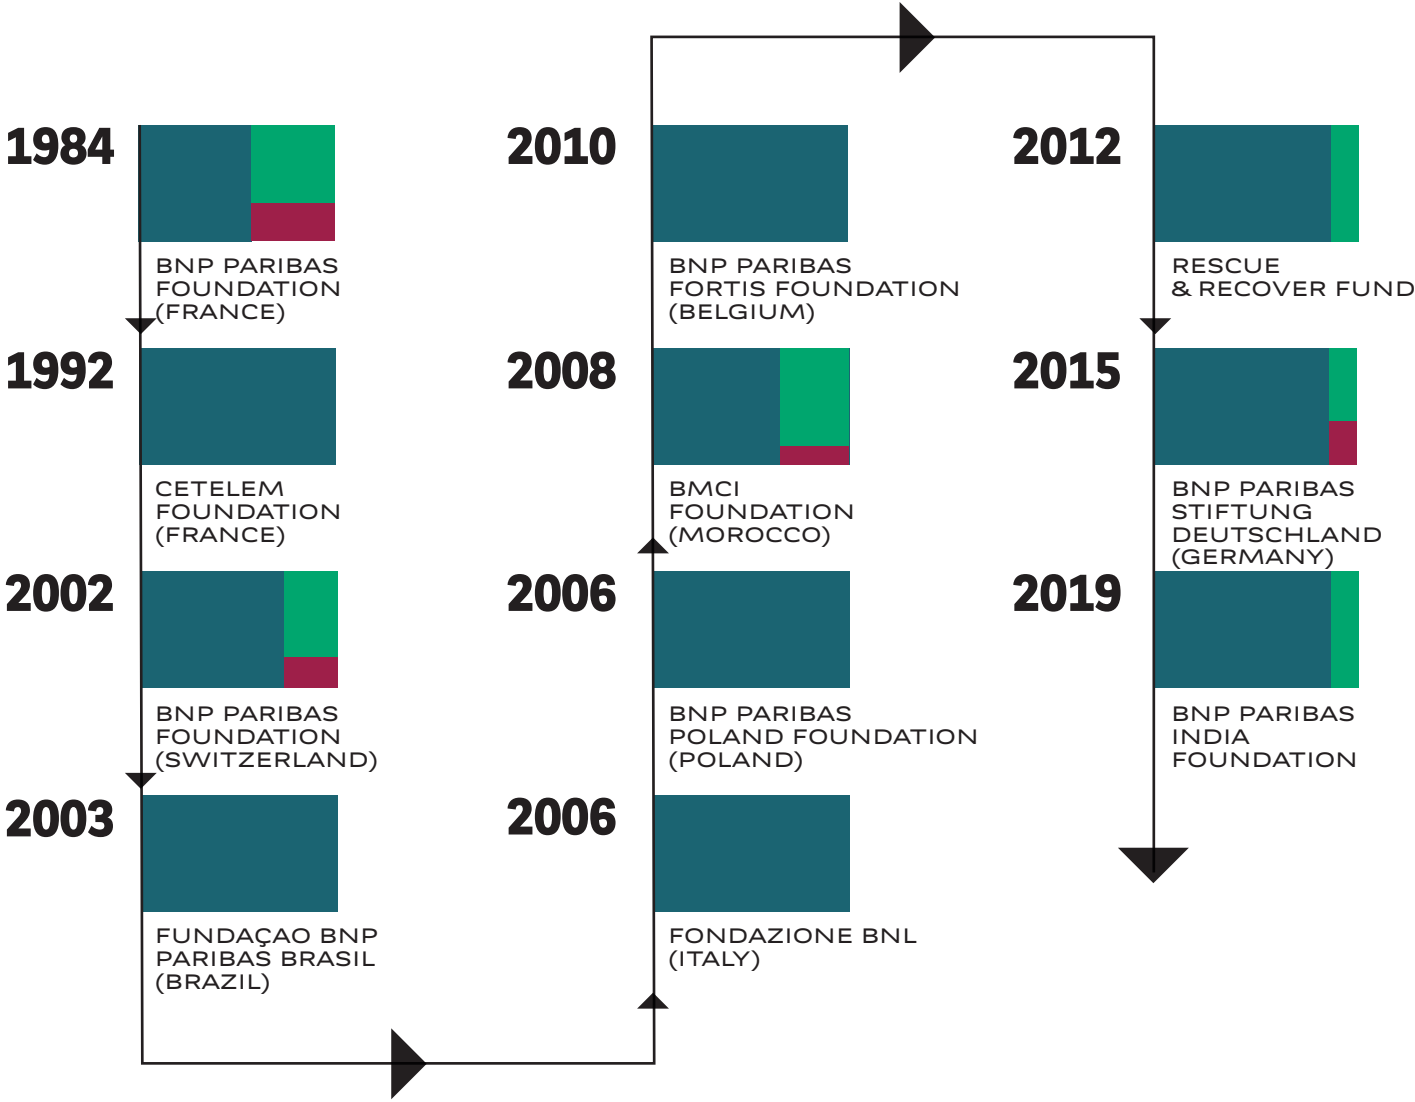 1984
BNP PARIBAS
FOUNDATION
(FRANCE)
1992
CETELEM
FOUNDATION
(FRANCE)
2002
BNP PARIBAS
FOUNDATION
(SWITZERLAND)
2003
FUNDAÇAO BNP
PARIBAS BRASIL
(BRAZIL)
2006
FONDAZIONE BNL
(ITALY)
2006
BNP PARIBAS
POLAND FOUNDATION
(POLAND)
2008
BMCI
FOUNDATION
(MOROCCO)
2010
BNP PARIBAS
FORTIS FOUNDATION
(BELGIUM)
2012
RESCUE
& RECOVER FUND
2015
BNP PARIBAS
STIFTUNG
DEUTSCHLAND
(GERMANY)
2019
BNP PARIBAS
INDIA
FOUNDATION